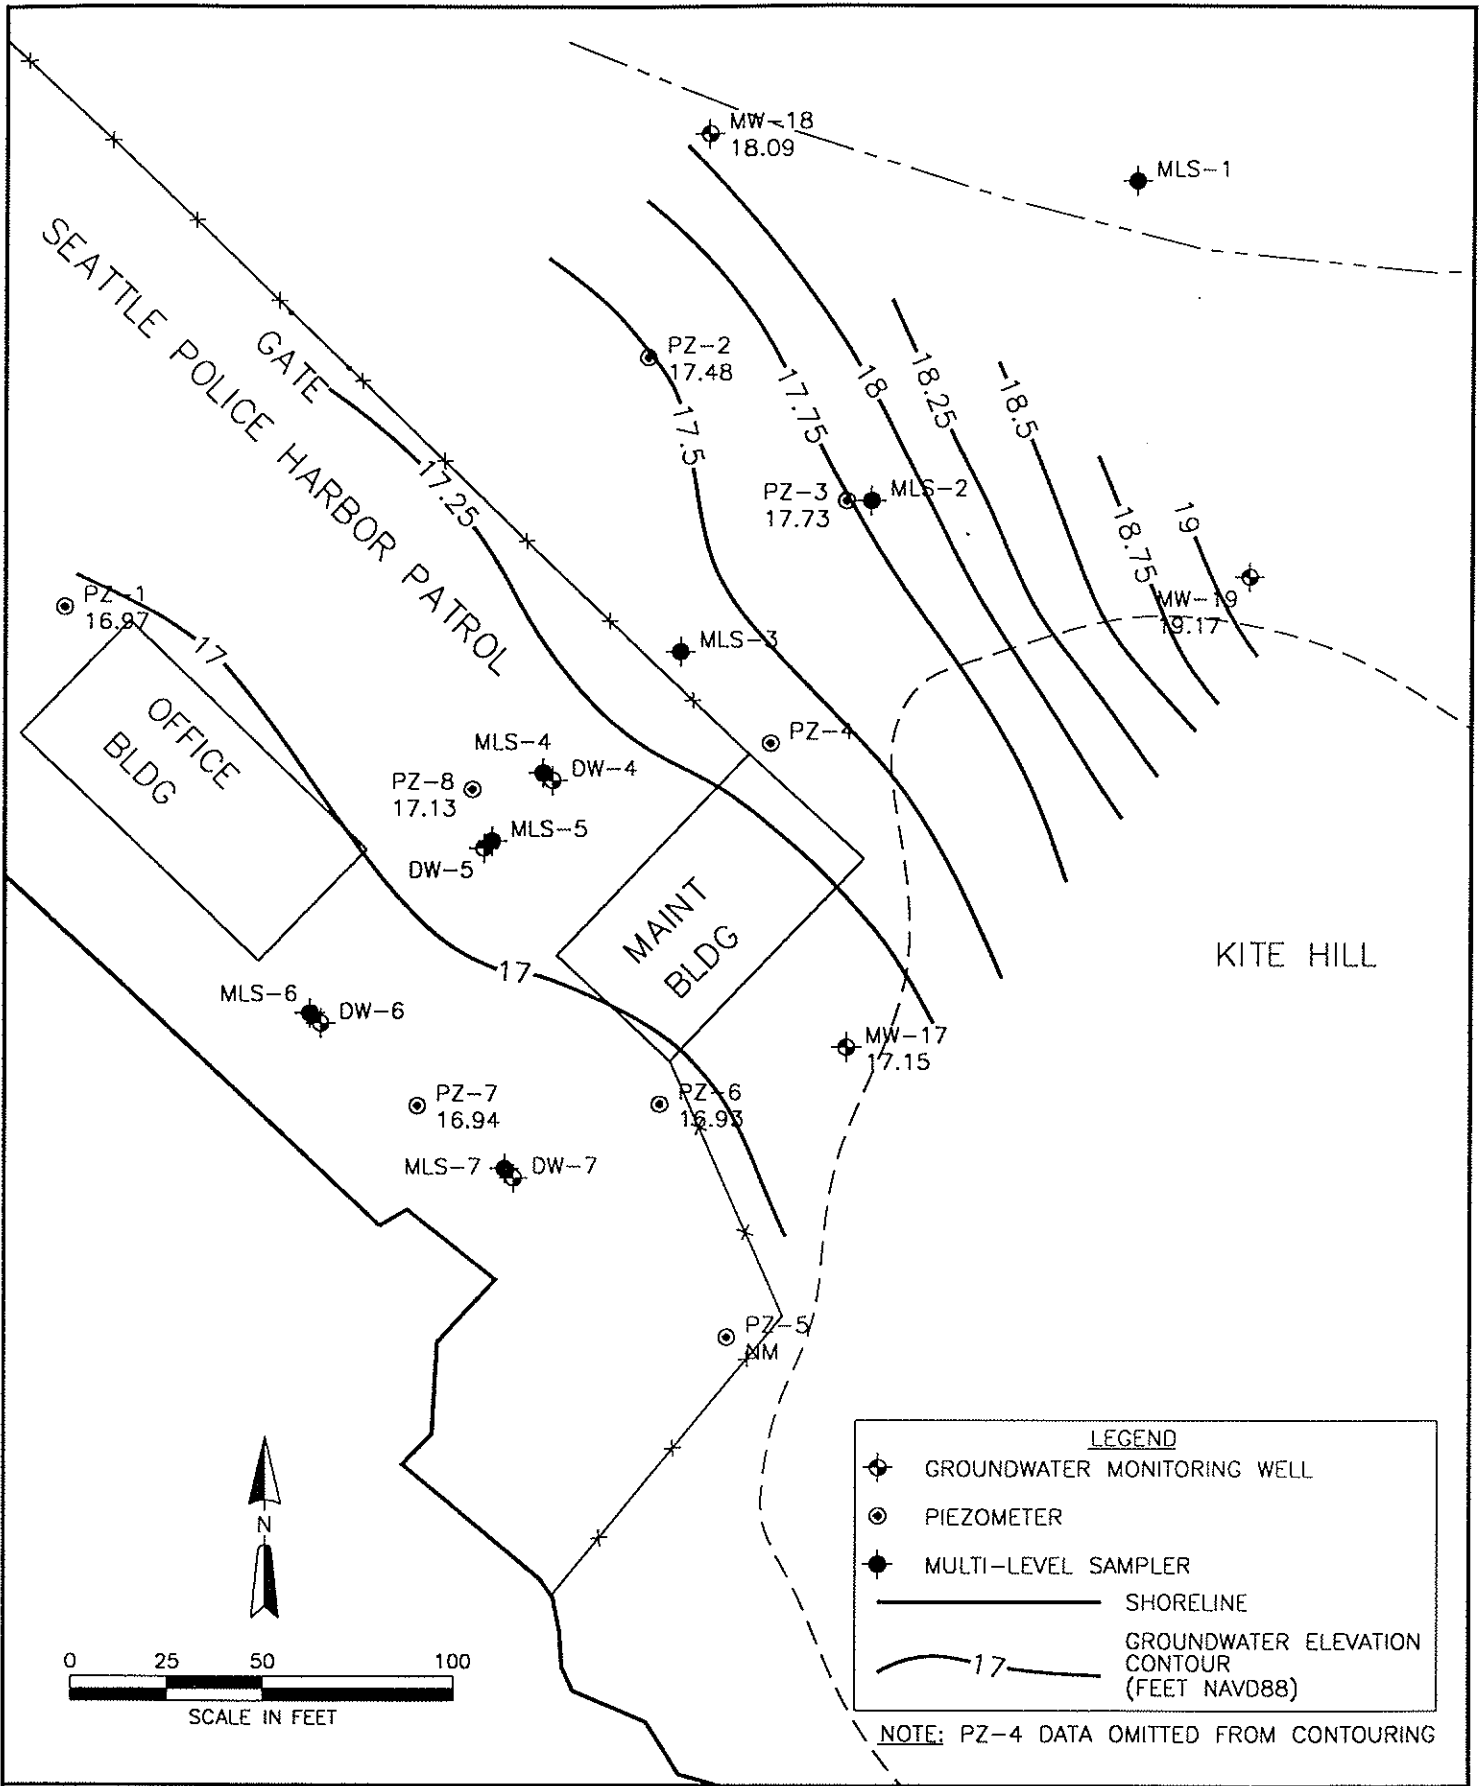 MW-18
18.09
MLS-1
SEATTLE POLICE HARBOR PATROL
GATE
PZ-2
17.48
17.5
17.75
18
18.25
18.5
18.75
19
17.25
PZ-3
17.73
MLS-2
MW-19
19.17
PZ-1
16.97
17
MLS-3
OFFICE
BLDG
MLS-4
DW-4
PZ-4
PZ-8
17.13
MLS-5
DW-5
MAINT
BLDG
KITE HILL
17
MLS-6
DW-6
MW-17
17.15
PZ-7
16.94
PZ-6
16.93
MLS-7
DW-7
PZ-5
NM
N
0 25 50 100
SCALE IN FEET
LEGEND
GROUNDWATER MONITORING WELL
PIEZOMETER
MULTI-LEVEL SAMPLER
SHORELINE
17
GROUNDWATER ELEVATION
CONTOUR
(FEET NAVD88)
NOTE: PZ-4 DATA OMITTED FROM CONTOURING